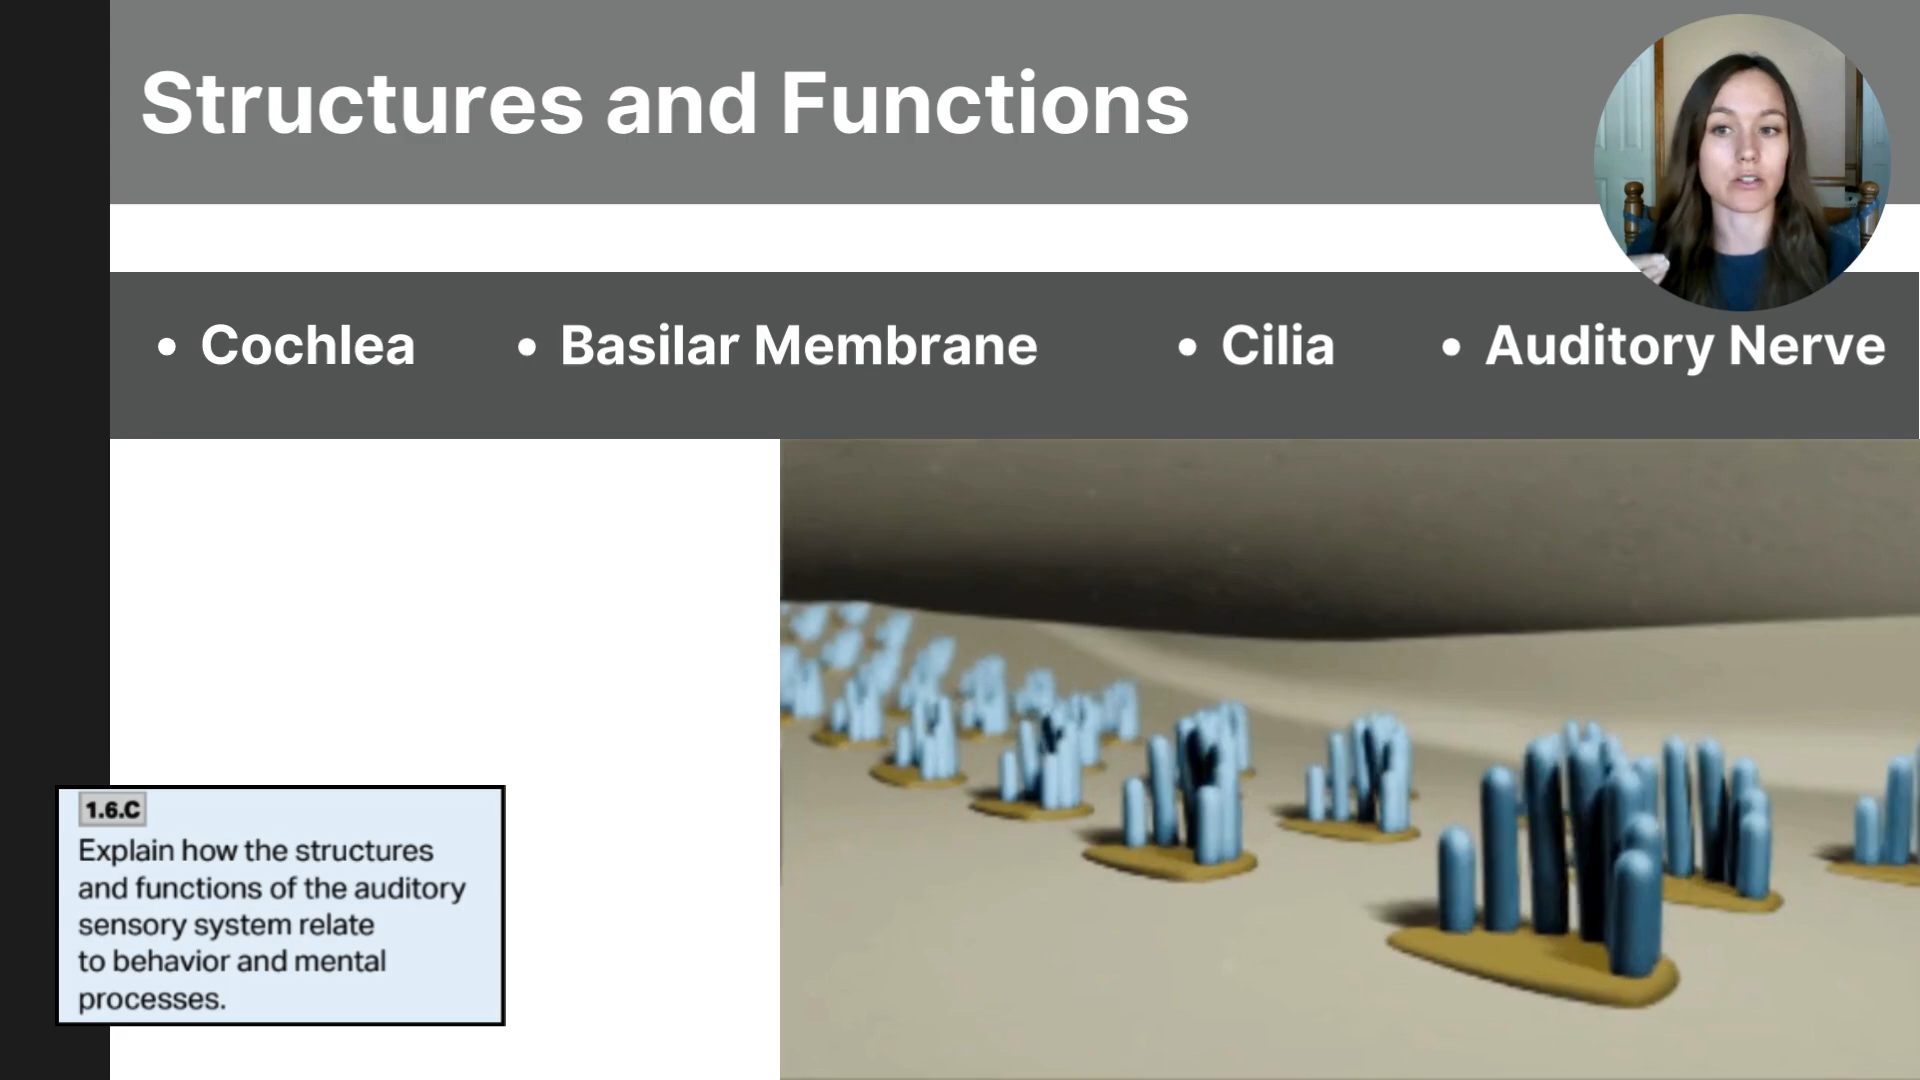 Structures and Functions
• Cochlea • Basilar Membrane • Cilia • Auditory Nerve
1.6.C
Explain how the structures
and functions of the auditory
sensory system relate
to behavior and mental
processes.